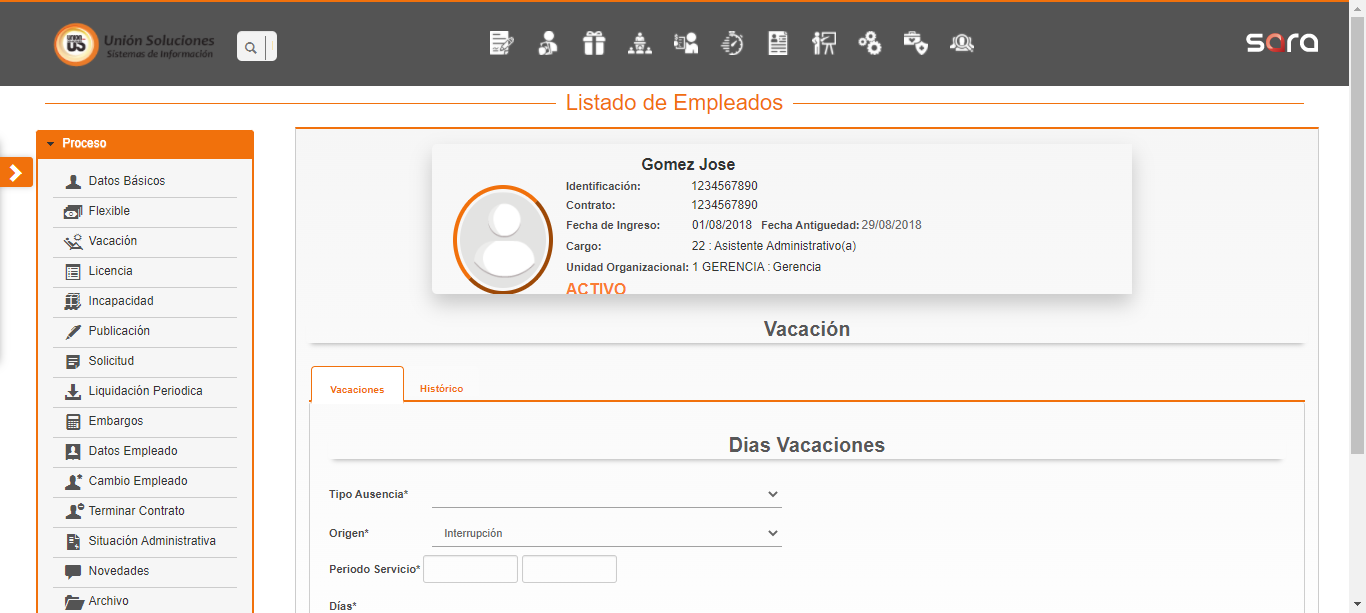 UNION
US
Unión Soluciones
Sistemas de Información
sara
Listado de Empleados
Proceso
Datos Básicos
Flexible
Vacación
Licencia
Incapacidad
Publicación
Solicitud
Liquidación Periodica
Embargos
Datos Empleado
Cambio Empleado
Terminar Contrato
Situación Administrativa
Novedades
Archivo
Gomez Jose
Identificación: 1234567890
Contrato: 1234567890
Fecha de Ingreso: 01/08/2018 Fecha Antiguedad: 29/08/2018
Cargo: 22 : Asistente Administrativo(a)
Unidad Organizacional: 1 GERENCIA : Gerencia
ACTIVO
Vacación
Vacaciones Histórico
Dias Vacaciones
Tipo Ausencia*
Origen* Interrupción
Periodo Servicio*
Días*